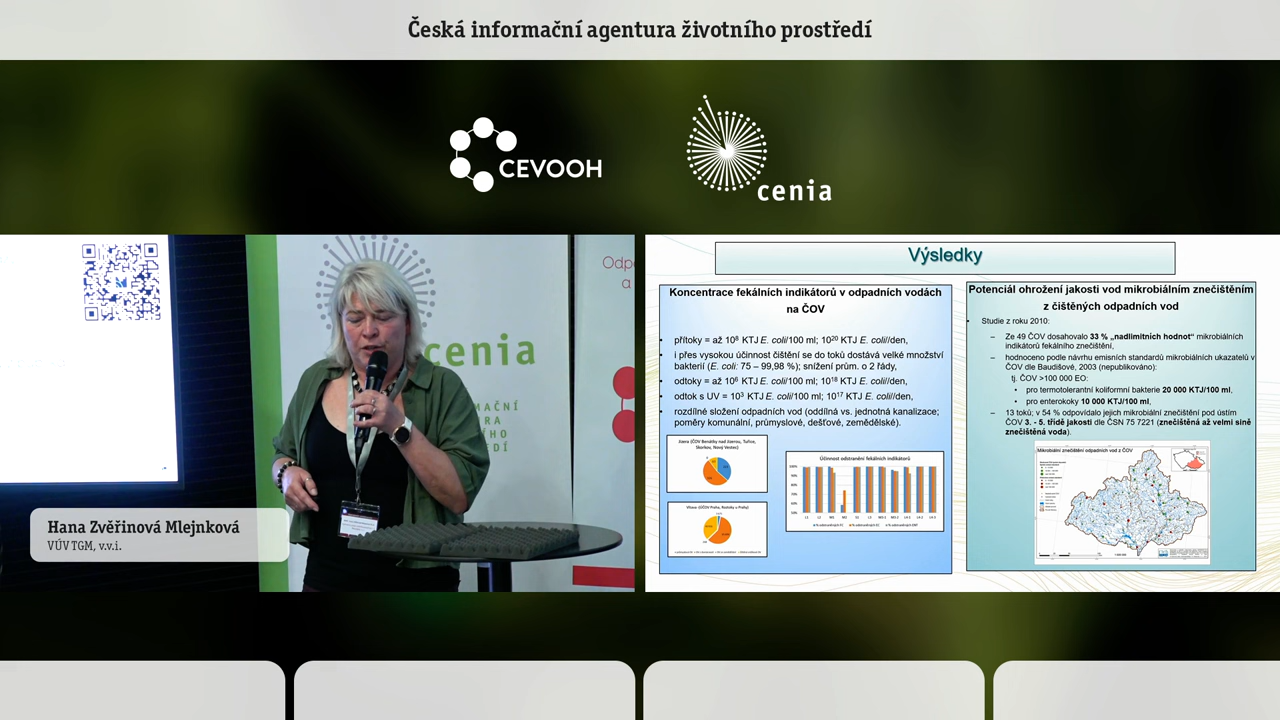 Česká informační agentura životního prostředí
CEVOOH
cenia
Odpo
a
cenia
Hana Zvěřinová Mlejnková
VÚV TGM, v.v.i.
Výsledky
Koncentrace fekálních indikátorů v odpadních vodách
na ČOV
přítoky = až 10⁸ KTJ E. coli/100 ml; 10²⁰ KTJ E. coli//den,
i přes vysokou účinnost čištění se do toků dostává velké množství
bakterií (E. coli: 75 – 99,98 %); snížení prům. o 2 řády,
odtoky = až 10⁶ KTJ E. coli/100 ml; 10¹⁸ KTJ E. coli//den,
odtok s UV = 10³ KTJ E. coli/100 ml; 10¹⁷ KTJ E. coli//den,
rozdílné složení odpadních vod (oddílná vs. jednotná kanalizace;
poměry komunální, průmyslové, dešťové, zemědělské).
Účinnost odstranění fekálních indikátorů
Potenciál ohrožení jakosti vod mikrobiálním znečištěním
z čištěných odpadních vod
Studie z roku 2010:
– Ze 49 ČOV dosahovalo 33 % „nadlimitních hodnot“ mikrobiálních
indikátorů fekálního znečištění,
– hodnoceno podle návrhu emisních standardů mikrobiálních ukazatelů v
ČOV dle Baudišové, 2003 (nepublikováno):
tj. ČOV >100 000 EO:
• pro termotolerantní koliformní bakterie 20 000 KTJ/100 ml,
• pro enterokoky 10 000 KTJ/100 ml,
– 13 toků; v 54 % odpovídalo jejich mikrobiální znečištění pod ústím
ČOV 3. - 5. třídě jakosti dle ČSN 75 7221 (znečištěná až velmi silně
znečištěná voda).
Mikrobiální znečištění odpadních vod z ČOV